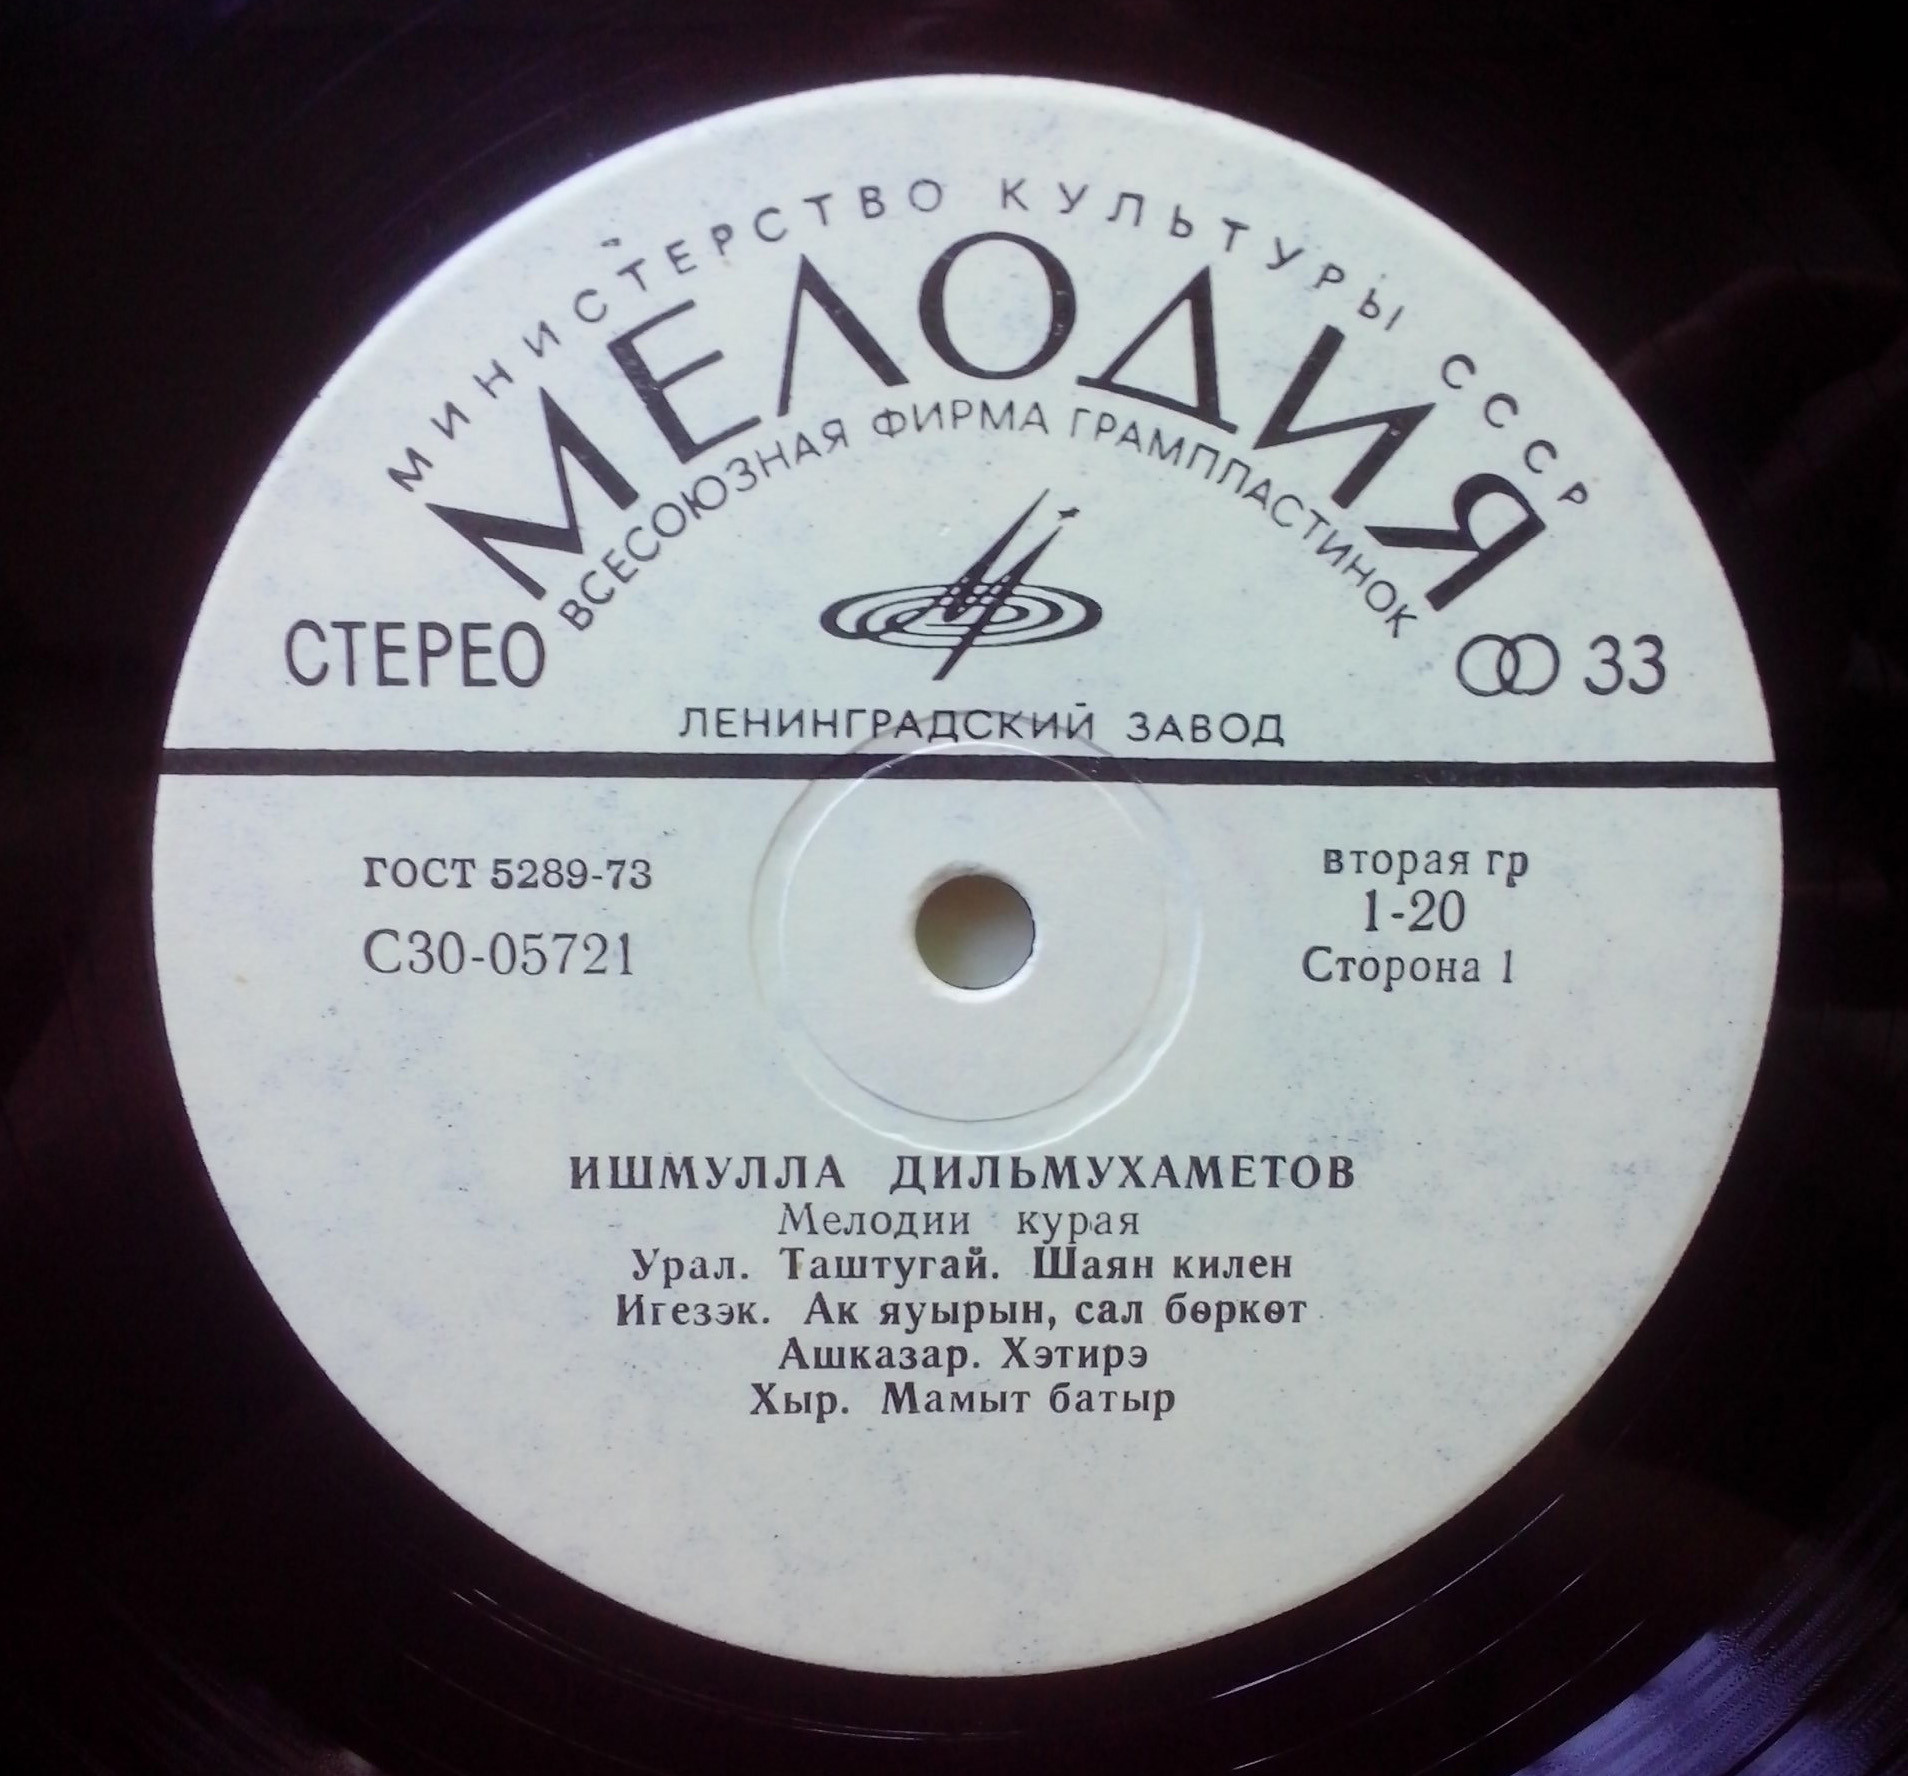 МИНИСТЕРСТВО КУЛЬТУРЫ СССР
МЕЛОДИЯ
ВСЕСОЮЗНАЯ ФИРМА ГРАМПЛАСТИНОК
СТЕРЕО
33
ЛЕНИНГРАДСКИЙ ЗАВОД
ГОСТ 5289-73
С30-05721
вторая гр
1-20
Сторона 1
ИШМУЛЛА ДИЛЬМУХАМЕТОВ
Мелодии курая
Урал. Таштугай. Шаян килен
Игезэк. Ак яуырын, сал бөркөт
Ашказар. Хэтирэ
Хыр. Мамыт батыр